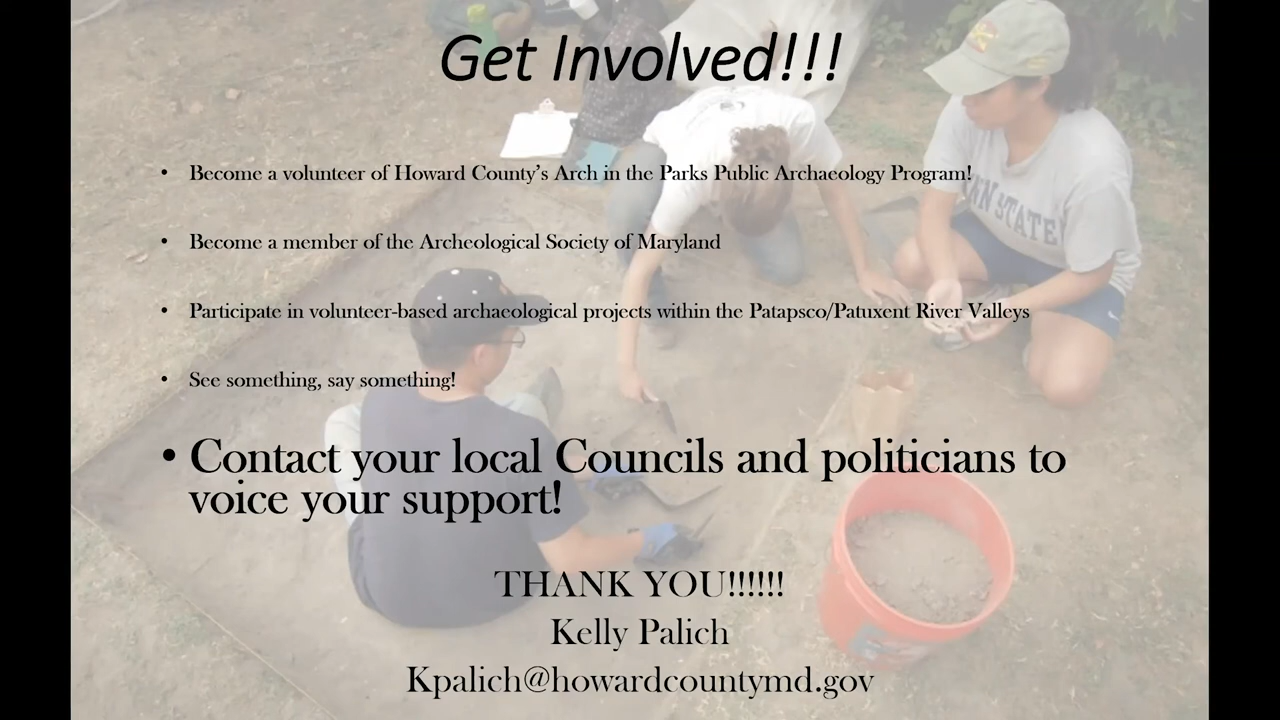 Get Involved!!!
• Become a volunteer of Howard County's Arch in the Parks Public Archaeology Program!
• Become a member of the Archeological Society of Maryland
• Participate in volunteer-based archaeological projects within the Patapsco/Patuxent River Valleys
• See something, say something!
• Contact your local Councils and politicians to
voice your support!
THANK YOU!!!!!!
Kelly Palich
Kpalich@howardcountymd.gov